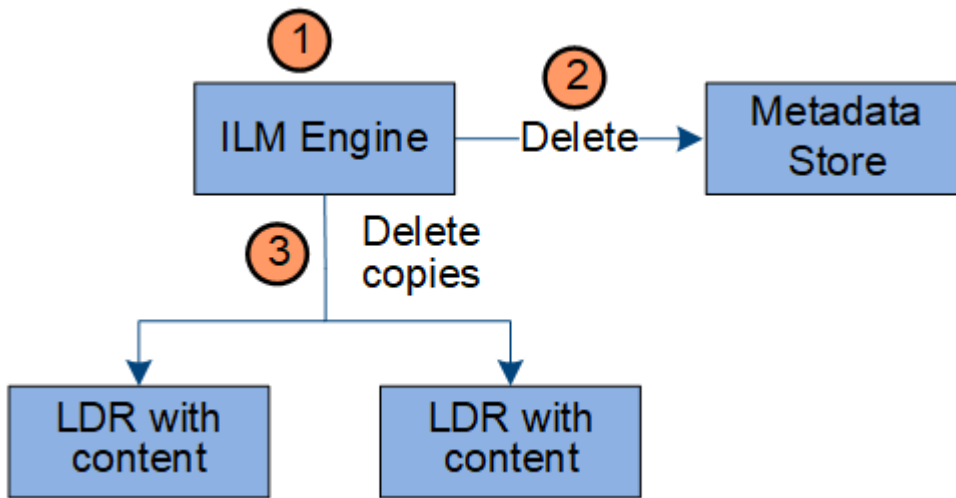 1
2
ILM Engine
Delete
Metadata
Store
3
Delete
copies
LDR with
content
LDR with
content